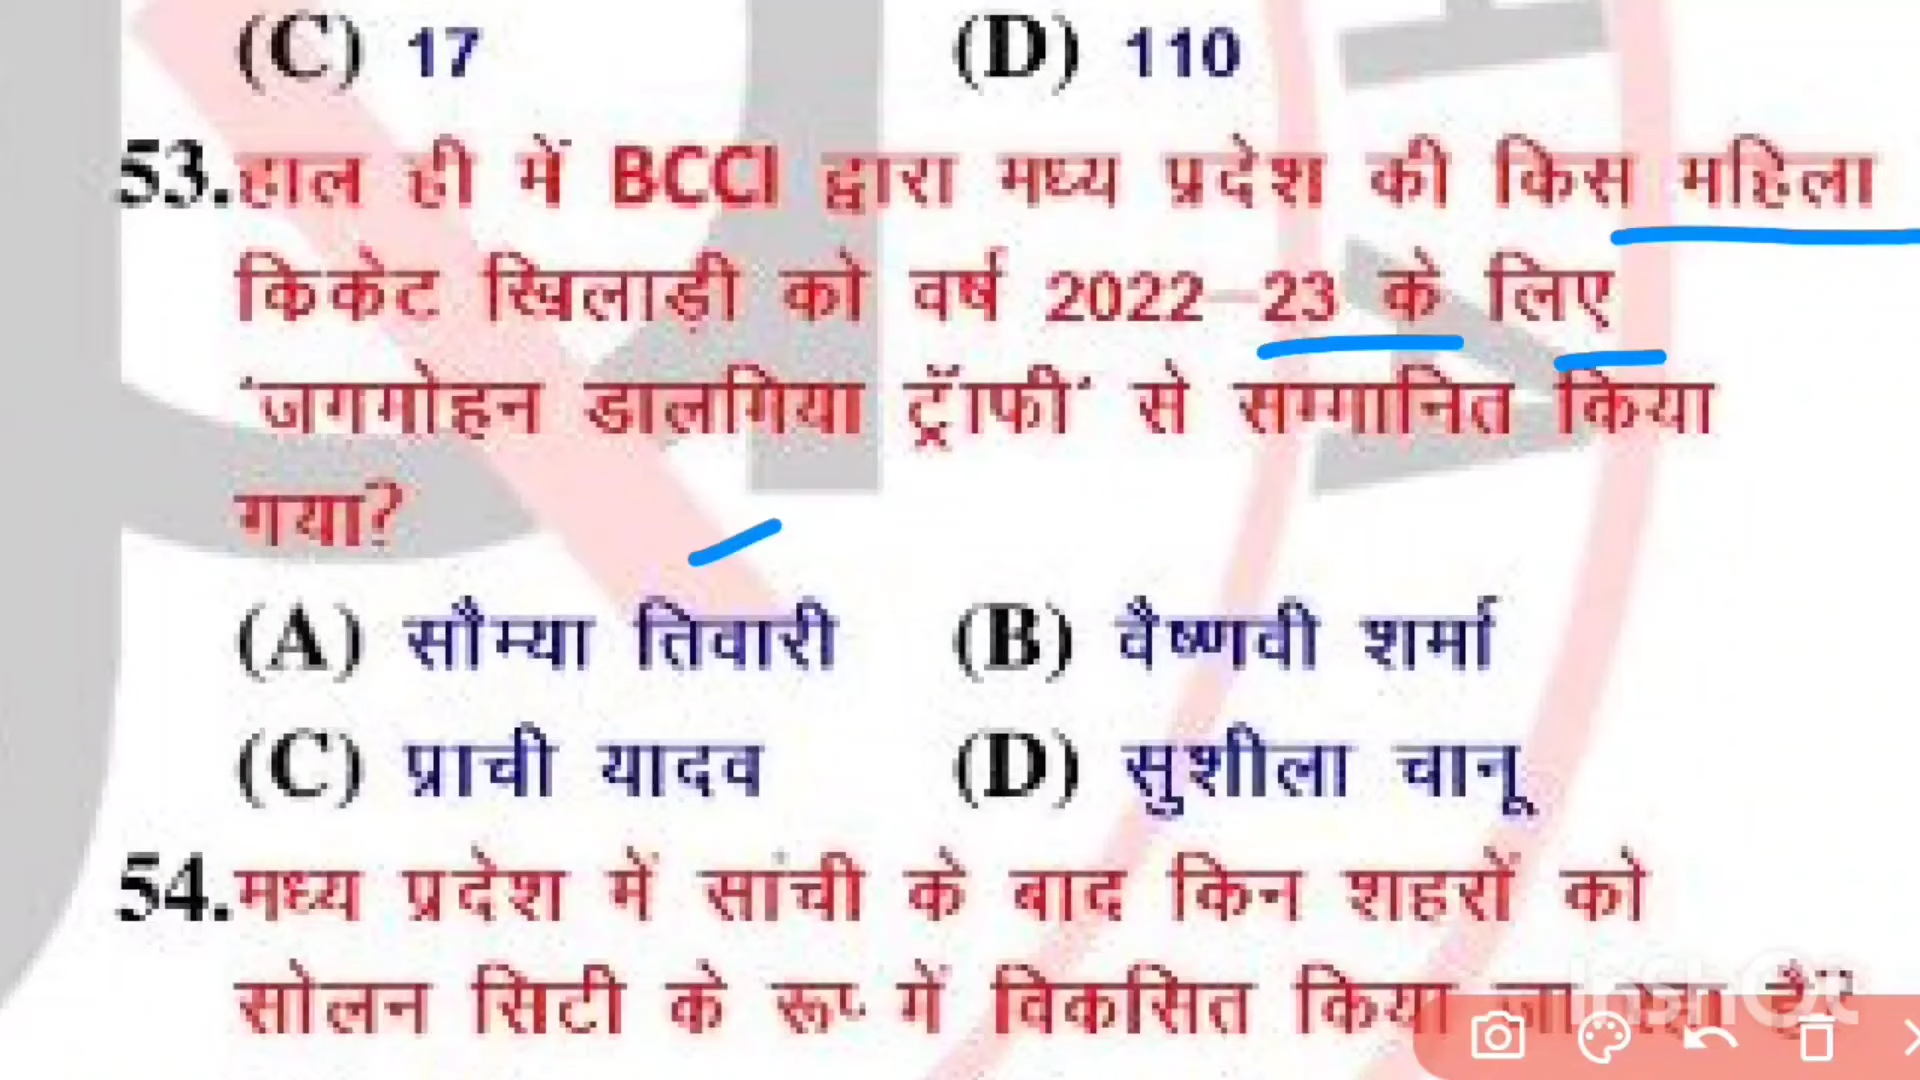 (C) 17 (D) 110
53.हाल ही में BCCI द्वारा मध्य प्रदेश की किस महिला
क्रिकेट खिलाड़ी को वर्ष 2022–23 के लिए
'जगमोहन डालमिया ट्रॉफी' से सम्मानित किया
गया?
(A) सौम्या तिवारी (B) वैष्णवी शर्मा
(C) प्राची यादव (D) सुशीला चानू
54.मध्य प्रदेश में सांची के बाद किन शहरों को
सोलन सिटी के रूप में विकसित किया